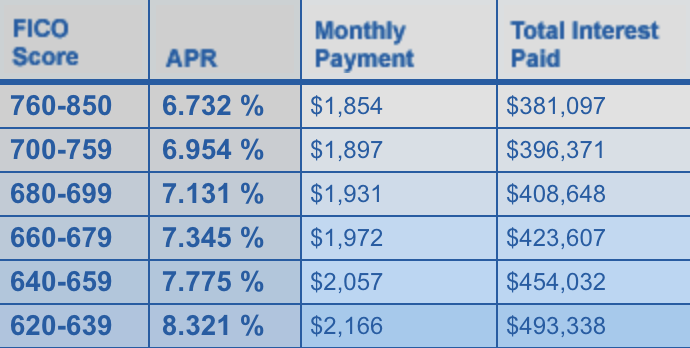 FICO Score APR Monthly Payment Total Interest Paid
760-850 6.732 % $1,854 $381,097
700-759 6.954 % $1,897 $396,371
680-699 7.131 % $1,931 $408,648
660-679 7.345 % $1,972 $423,607
640-659 7.775 % $2,057 $454,032
620-639 8.321 % $2,166 $493,338